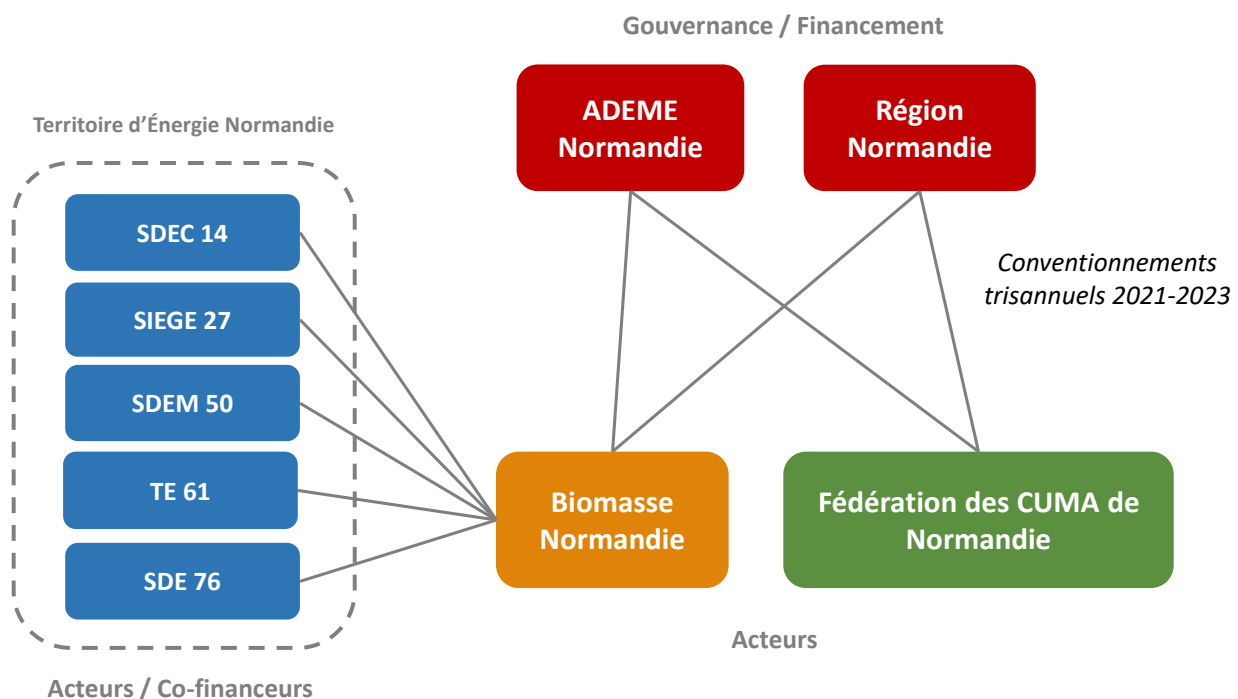 Gouvernance / Financement
ADEME
Normandie
Région
Normandie
Territoire d'Énergie Normandie
SDEC 14
SIEGE 27
SDEM 50
TE 61
SDE 76
Conventionnements
trisannuels 2021-2023
Biomasse
Normandie
Fédération des CUMA de
Normandie
Acteurs
Acteurs / Co-financeurs